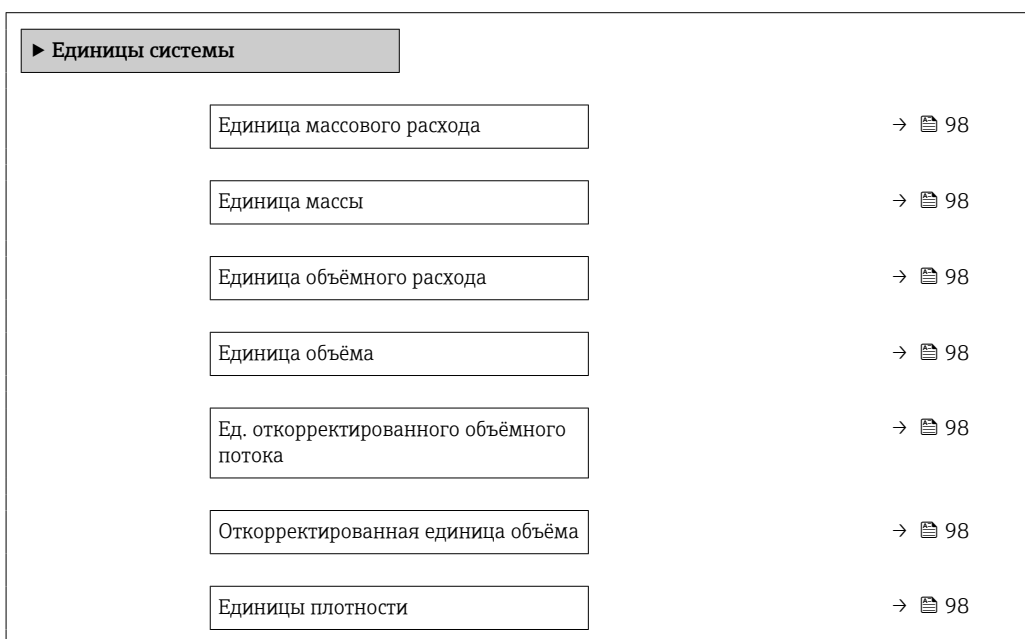 ► Единицы системы
Единица массового расхода → 98
Единица массы → 98
Единица объёмного расхода → 98
Единица объёма → 98
Ед. откорректированного объёмного → 98
потока
Откорректированная единица объёма → 98
Единицы плотности → 98